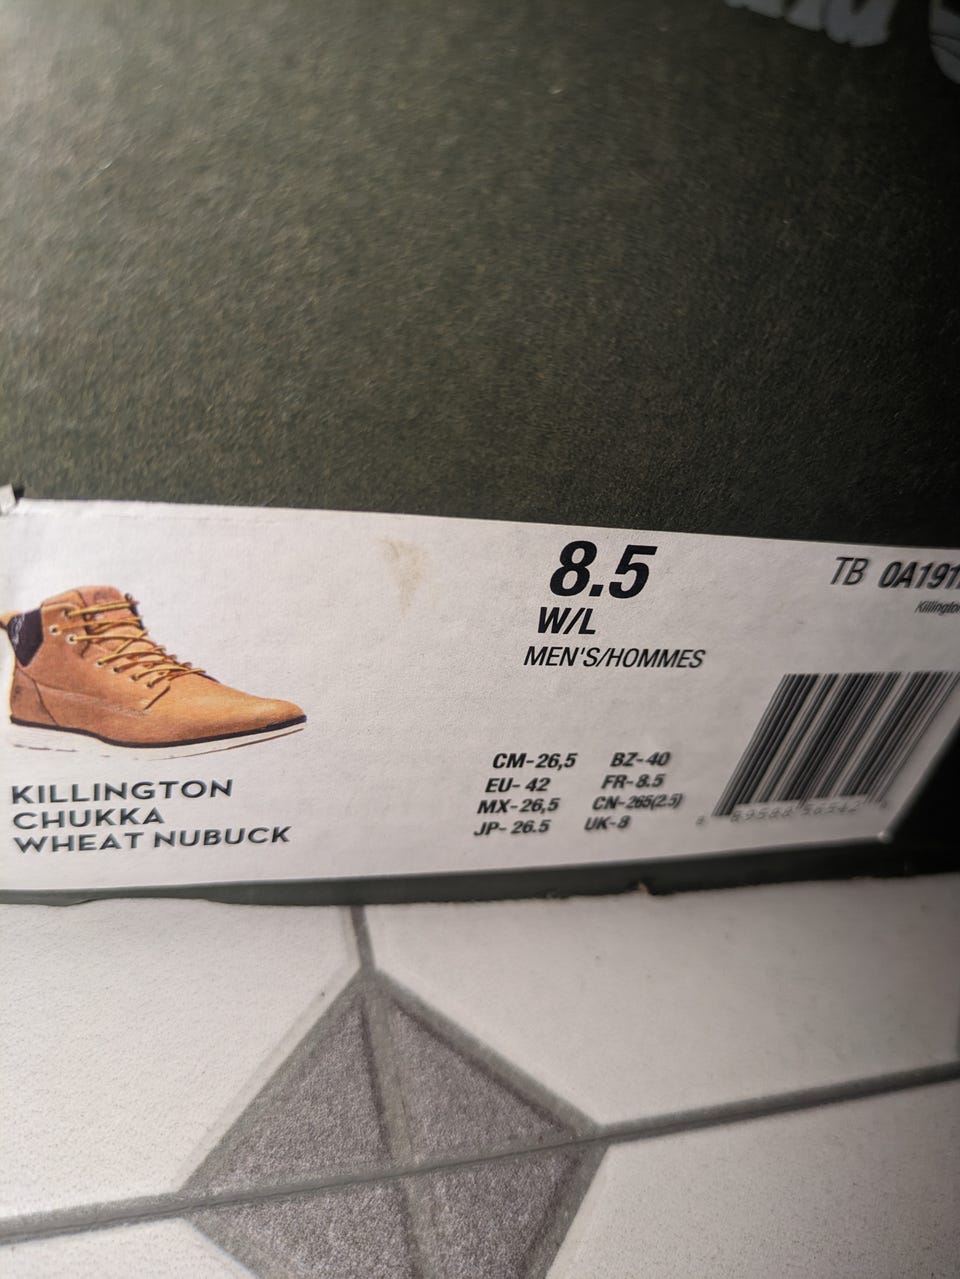 8.5
W/L
MEN'S/HOMMES
TB 0A191
Killington
KILLINGTON
CHUKKA
WHEAT NUBUCK
CM-26,5 BZ-40
EU- 42 FR-8.5
MX-26,5 CN-265(2.5)
JP- 26.5 UK-8